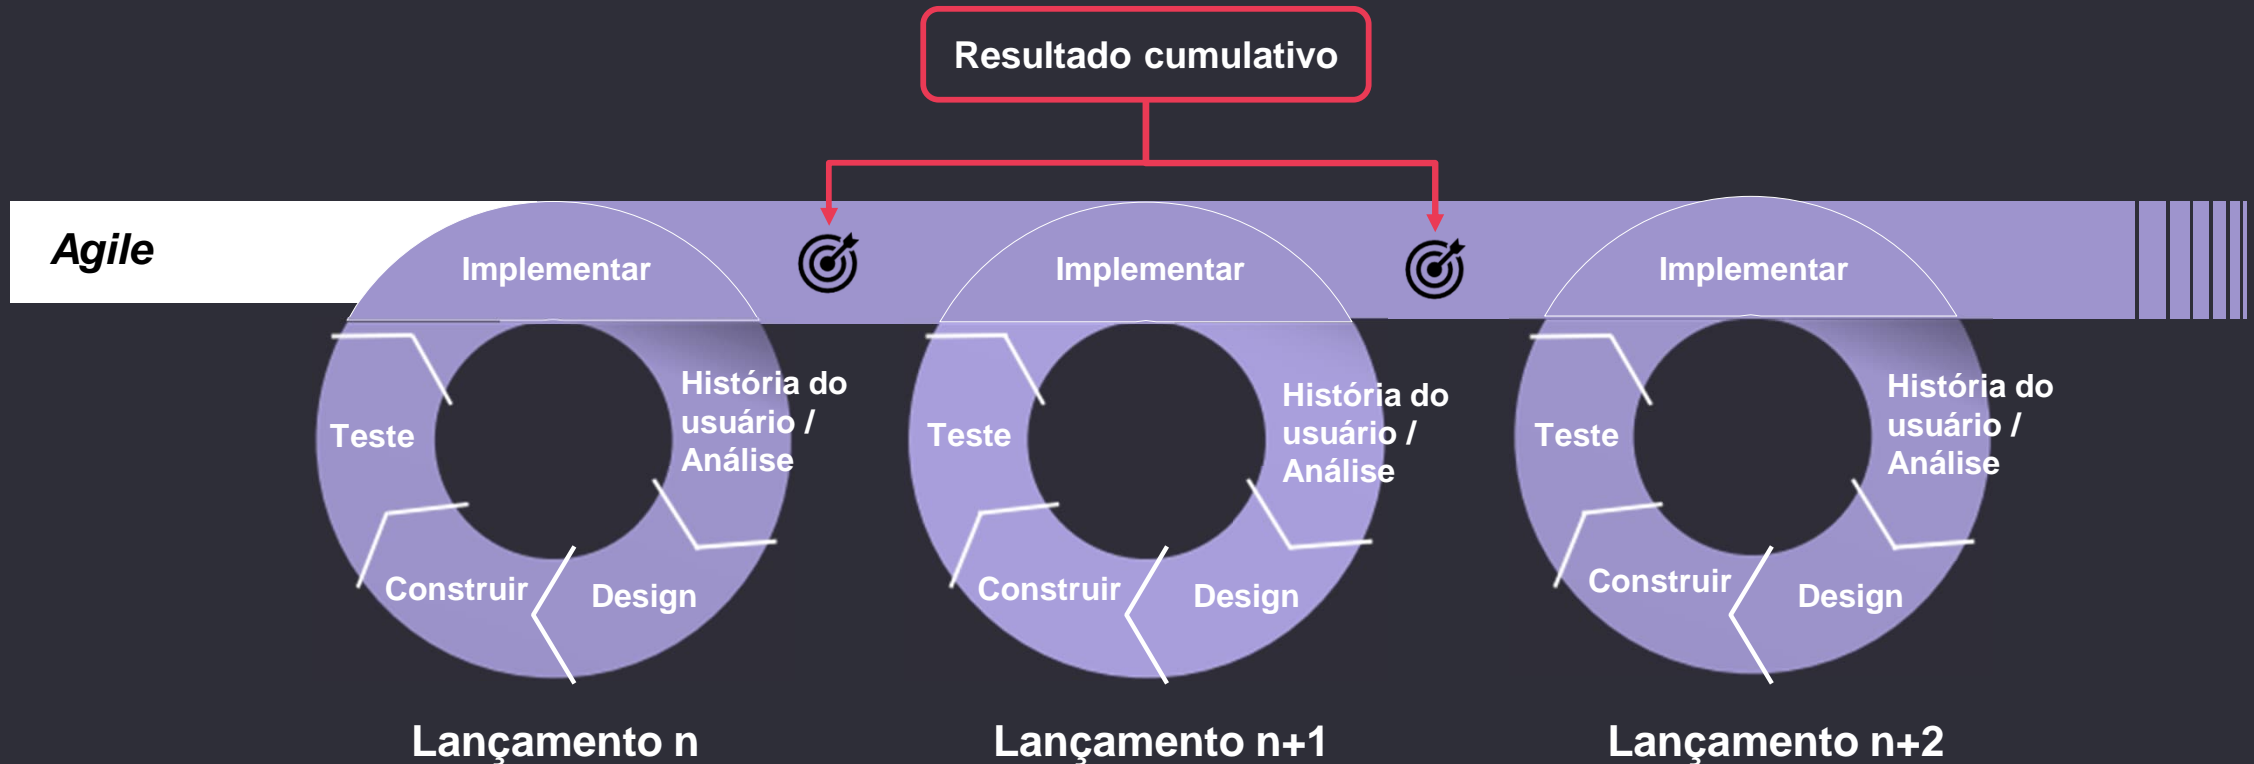 Resultado cumulativo
Agile
Implementar
História do
usuário /
Análise
Design
Construir
Teste
Lançamento n
Implementar
História do
usuário /
Análise
Design
Construir
Teste
Lançamento n+1
Implementar
História do
usuário /
Análise
Design
Construir
Teste
Lançamento n+2